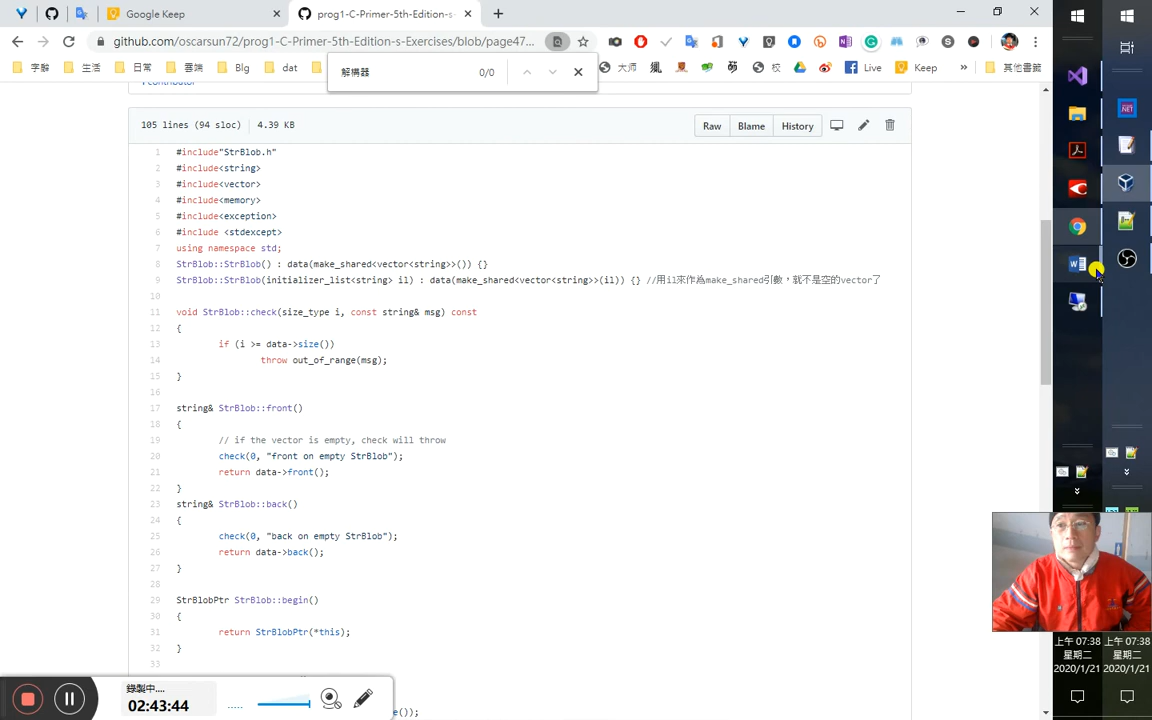 Google Keep
prog1-C-Primer-5th-Edition-s-
github.com/oscarsun72/prog1-C-Primer-5th-Edition-s-Exercises/blob/page47...
字辭
生活
日常
雲端
Blg
dat
解構器
0/0
大师
萌
校
Live
Keep
»
其他書籤
1 contributor
105 lines (94 sloc)
4.39 KB
Raw
Blame
History
1 #include"StrBlob.h"
2 #include<string>
3 #include<vector>
4 #include<memory>
5 #include<exception>
6 #include <stdexcept>
7 using namespace std;
8 StrBlob::StrBlob() : data(make_shared<vector<string>>()) {}
9 StrBlob::StrBlob(initializer_list<string> il) : data(make_shared<vector<string>>(il)) {} //用il來作為make_shared引數，就不是空的vector了
10
11 void StrBlob::check(size_type i, const string& msg) const
12 {
13 if (i >= data->size())
14 throw out_of_range(msg);
15 }
16
17 string& StrBlob::front()
18 {
19 // if the vector is empty, check will throw
20 check(0, "front on empty StrBlob");
21 return data->front();
22 }
23 string& StrBlob::back()
24 {
25 check(0, "back on empty StrBlob");
26 return data->back();
27 }
28
29 StrBlobPtr StrBlob::begin()
30 {
31 return StrBlobPtr(*this);
32 }
33
e());
錄製中....
02:43:44
上午 07:38
星期二
2020/1/21
上午 07:38
星期二
2020/1/21